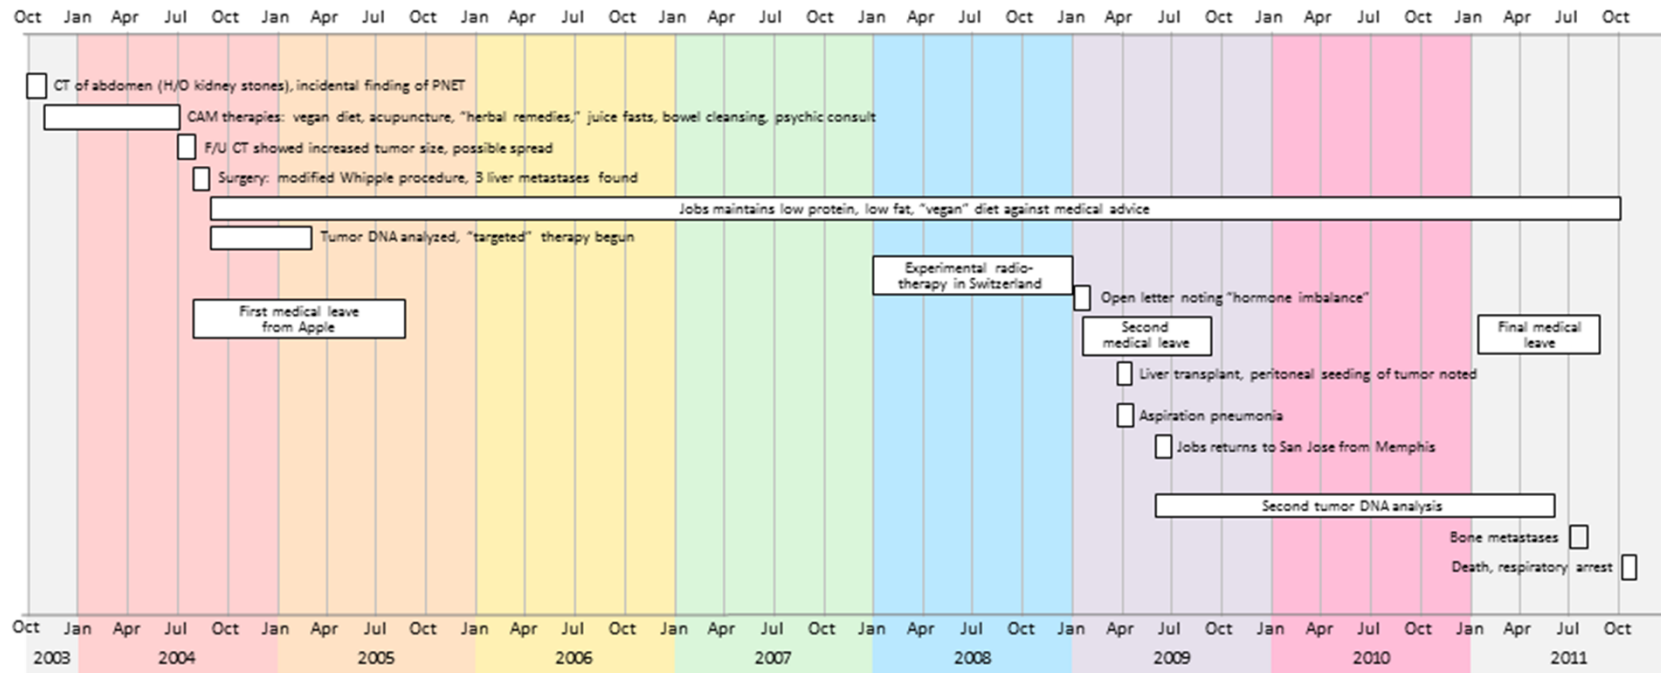 Oct Jan Apr Jul Oct Jan Apr Jul Oct Jan Apr Jul Oct Jan Apr Jul Oct Jan Apr Jul Oct Jan Apr Jul Oct Jan Apr Jul Oct Jan Apr Jul Oct
CT of abdomen (H/O kidney stones), incidental finding of PNET
CAM therapies: vegan diet, acupuncture, “herbal remedies,” juice fasts, bowel cleansing, psychic consult
F/U CT showed increased tumor size, possible spread
Surgery: modified Whipple procedure, 3 liver metastases found
Jobs maintains low protein, low fat, “vegan” diet against medical advice
Tumor DNA analyzed, “targeted” therapy begun
Experimental radio-
therapy in Switzerland
Open letter noting “hormone imbalance”
First medical leave
from Apple
Second
medical leave
Final medical
leave
Liver transplant, peritoneal seeding of tumor noted
Aspiration pneumonia
Jobs returns to San Jose from Memphis
Second tumor DNA analysis
Bone metastases
Death, respiratory arrest
Oct Jan Apr Jul Oct Jan Apr Jul Oct Jan Apr Jul Oct Jan Apr Jul Oct Jan Apr Jul Oct Jan Apr Jul Oct Jan Apr Jul Oct Jan Apr Jul Oct
2003 2004 2005 2006 2007 2008 2009 2010 2011